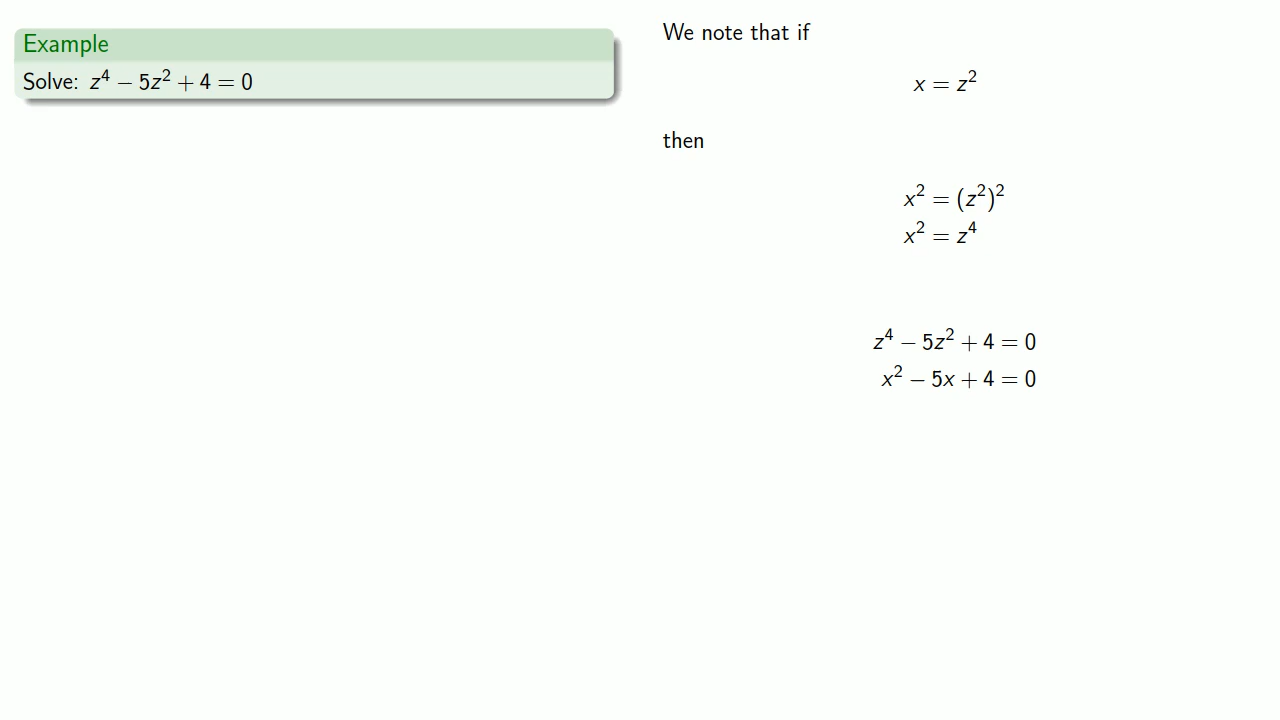 Example
Solve: z⁴ − 5z² + 4 = 0
We note that if
x = z²
then
x² = (z²)²
x² = z⁴
z⁴ − 5z² + 4 = 0
x² − 5x + 4 = 0